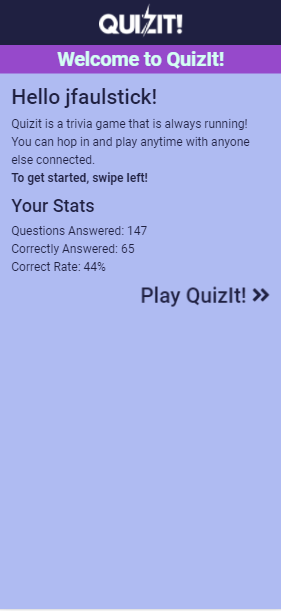 QUIZIT!
Welcome to QuizIt!
Hello jfaulstick!
Quizit is a trivia game that is always running!
You can hop in and play anytime with anyone
else connected.
To get started, swipe left!
Your Stats
Questions Answered: 147
Correctly Answered: 65
Correct Rate: 44%
Play QuizIt! »